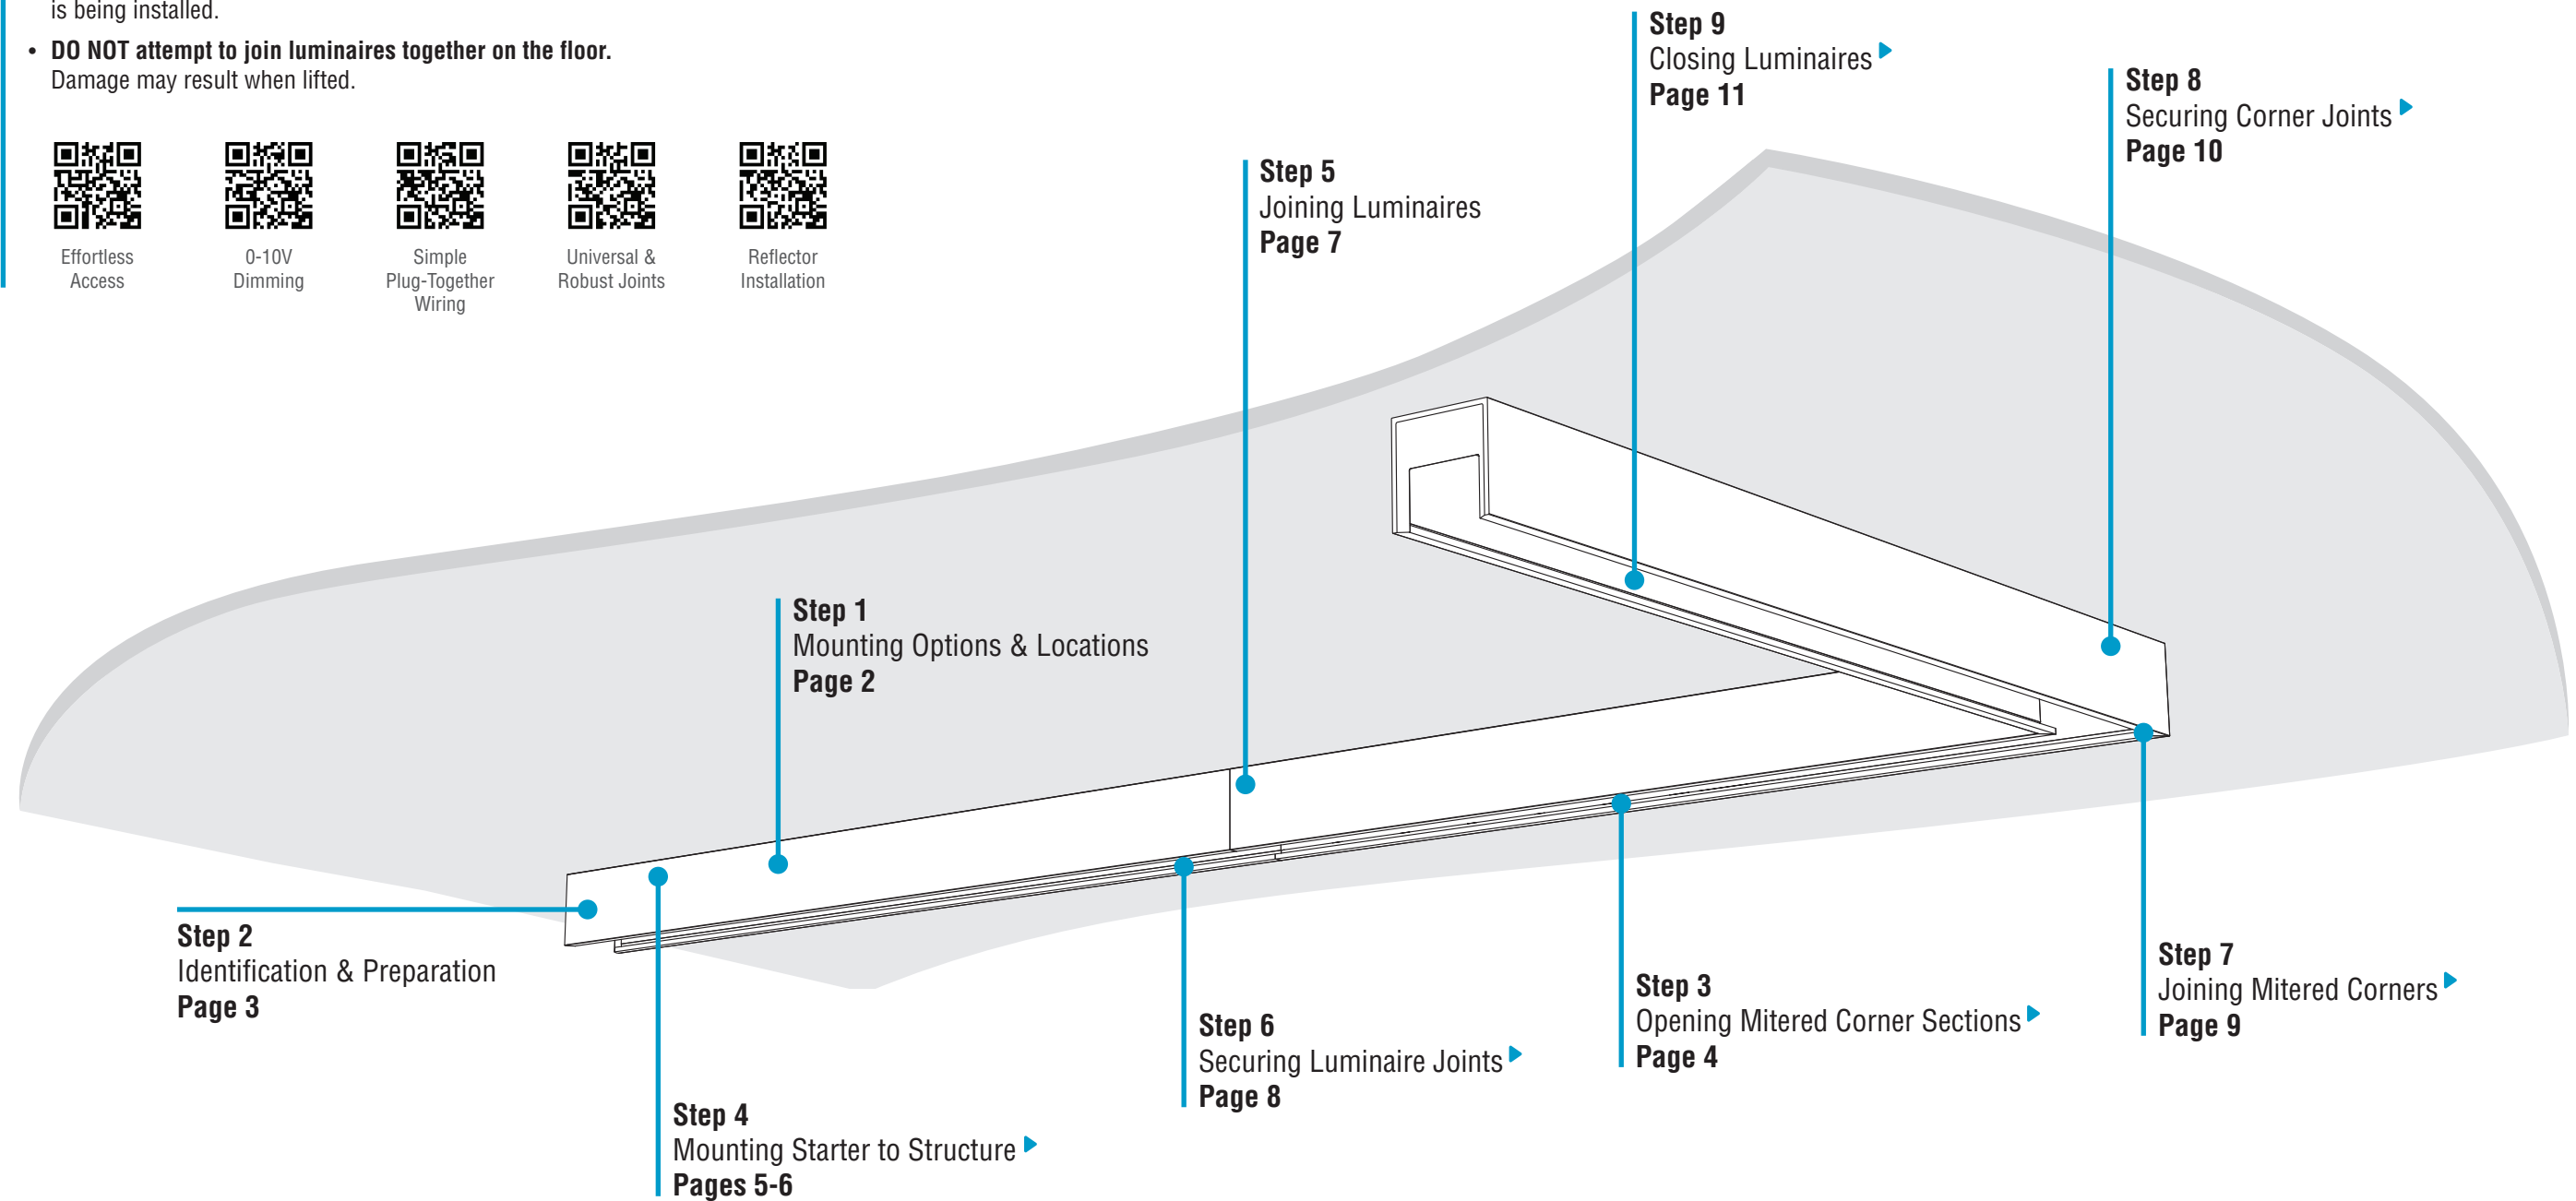 is being installed.
• DO NOT attempt to join luminaires together on the floor.
Damage may result when lifted.
Effortless
Access
0-10V
Dimming
Simple
Plug-Together
Wiring
Universal &
Robust Joints
Reflector
Installation
Step 9
Closing Luminaires
Page 11
Step 8
Securing Corner Joints
Page 10
Step 5
Joining Luminaires
Page 7
Step 1
Mounting Options & Locations
Page 2
Step 2
Identification & Preparation
Page 3
Step 4
Mounting Starter to Structure
Pages 5-6
Step 6
Securing Luminaire Joints
Page 8
Step 3
Opening Mitered Corner Sections
Page 4
Step 7
Joining Mitered Corners
Page 9